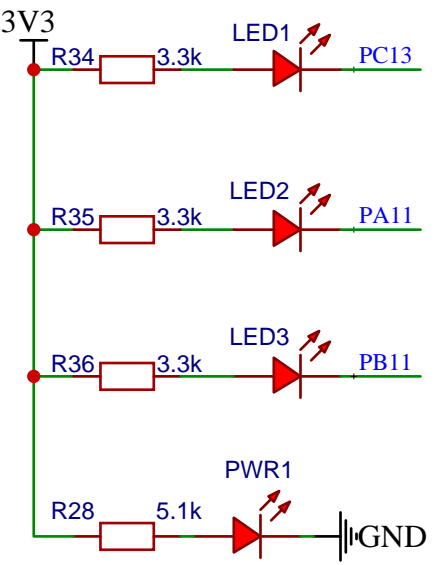 3V3
R34 3.3k LED1 PC13
R35 3.3k LED2 PA11
R36 3.3k LED3 PB11
R28 5.1k PWR1 GND